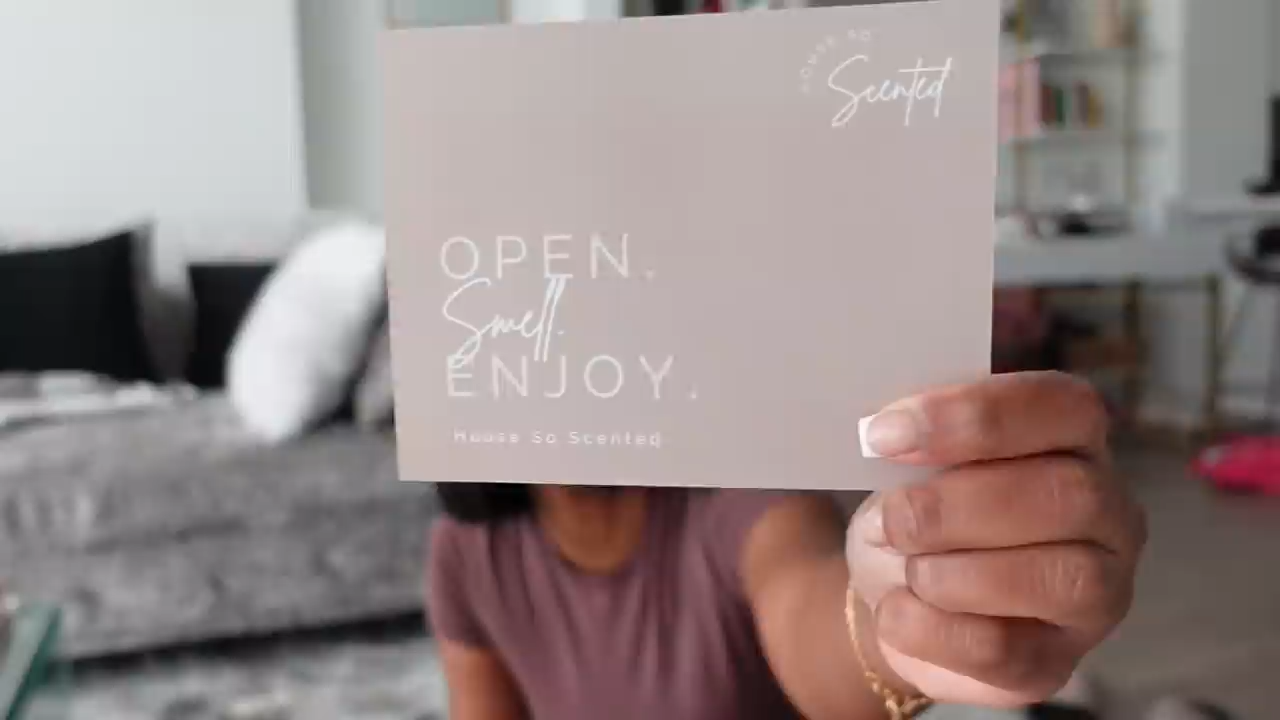 HOUSE SO
Scented
OPEN.
Smell.
ENJOY.
House So Scented